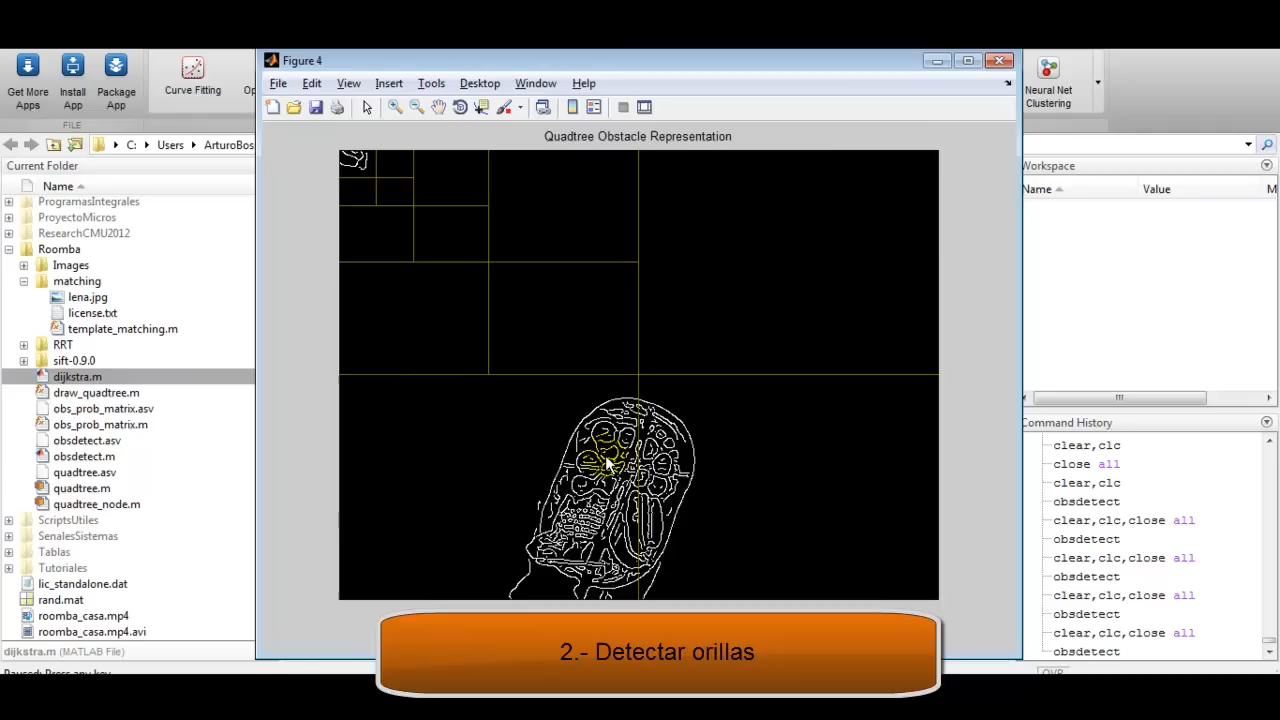 Figure 4
File Edit View Insert Tools Desktop Window Help
Get More Apps
Install App
Package App
Curve Fitting
Neural Net Clustering
FILE
C: Users ArturoBos
Current Folder
Name
ProgramasIntegrales
ProyectoMicros
ResearchCMU2012
Roomba
Images
matching
lena.jpg
license.txt
template_matching.m
RRT
sift-0.9.0
dijkstra.m
draw_quadtree.m
obs_prob_matrix.asv
obs_prob_matrix.m
obsdetect.asv
obsdetect.m
quadtree.asv
quadtree.m
quadtree_node.m
ScriptsUtiles
SenalesSistemas
Tablas
Tutoriales
lic_standalone.dat
rand.mat
roomba_casa.mp4
roomba_casa.mp4.avi
dijkstra.m (MATLAB File)
Quadtree Obstacle Representation
2.- Detectar orillas
Workspace
Name Value M
Command History
clear,clc
close all
clear,clc
obsdetect
clear,clc,close all
obsdetect
clear,clc,close all
obsdetect
clear,clc,close all
obsdetect
clear,clc,close all
obsdetect